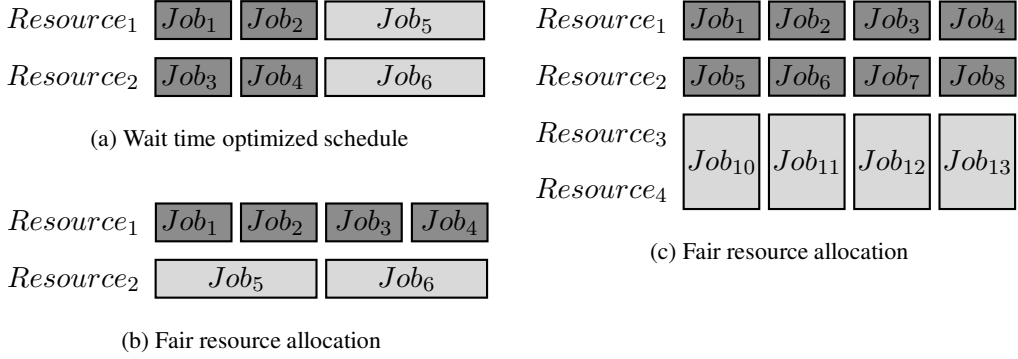 Resource₁ Job₁ Job₂ Job₅
Resource₂ Job₃ Job₄ Job₆
(a) Wait time optimized schedule
Resource₁ Job₁ Job₂ Job₃ Job₄
Resource₂ Job₅ Job₆
(b) Fair resource allocation
Resource₁ Job₁ Job₂ Job₃ Job₄
Resource₂ Job₅ Job₆ Job₇ Job₈
Resource₃
Job₁₀ Job₁₁ Job₁₂ Job₁₃
Resource₄
(c) Fair resource allocation